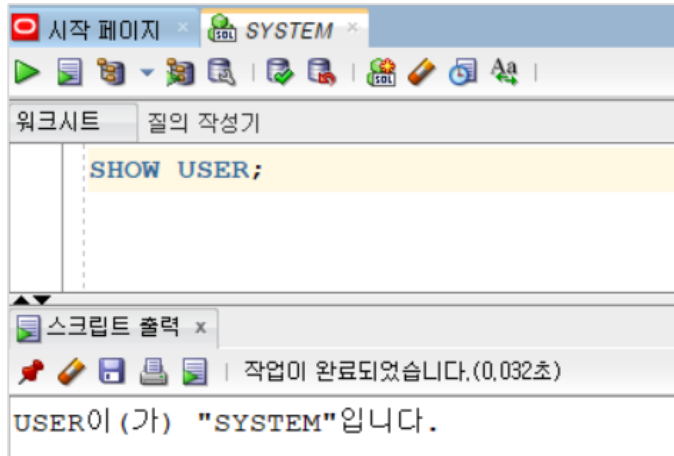 시작 페이지 SYSTEM
워크시트 질의 작성기
SHOW USER;
스크립트 출력 x
작업이 완료되었습니다.(0,032초)
USER이(가) "SYSTEM"입니다.